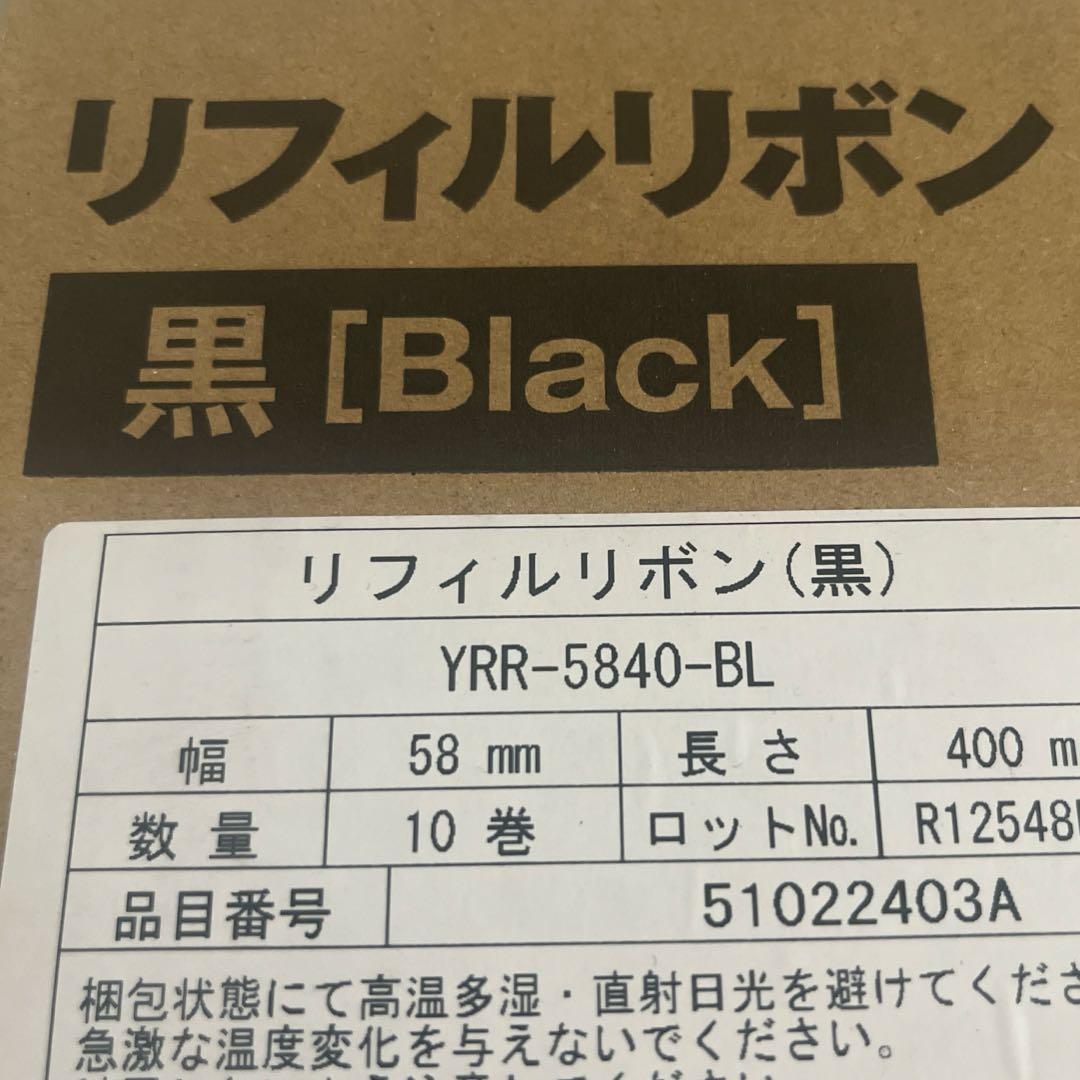 リフィルリボン
黒[Black]
リフィルリボン(黒)
YRR-5840-BL
幅 58 mm 長さ 400 m
数量 10 巻 ロットNo. R12548
品目番号 51022403A
梱包状態にて高温多湿・直射日光を避けてくださ
急激な温度変化を与えないでください。